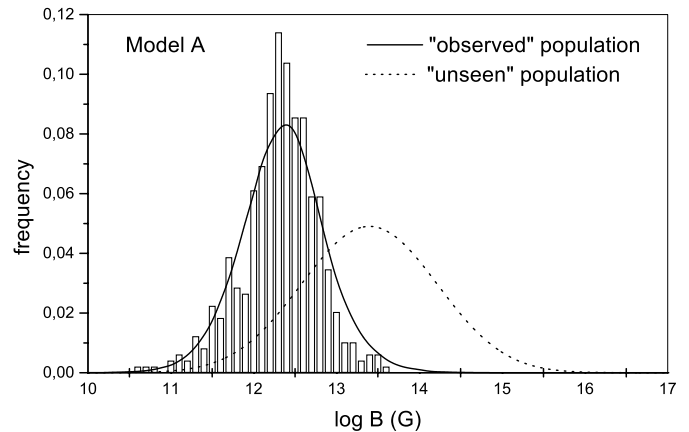 Model A
"observed" population
"unseen" population
frequency
0,12
0,10
0,08
0,06
0,04
0,02
0,00
10 11 12 13 14 15 16 17
log B (G)